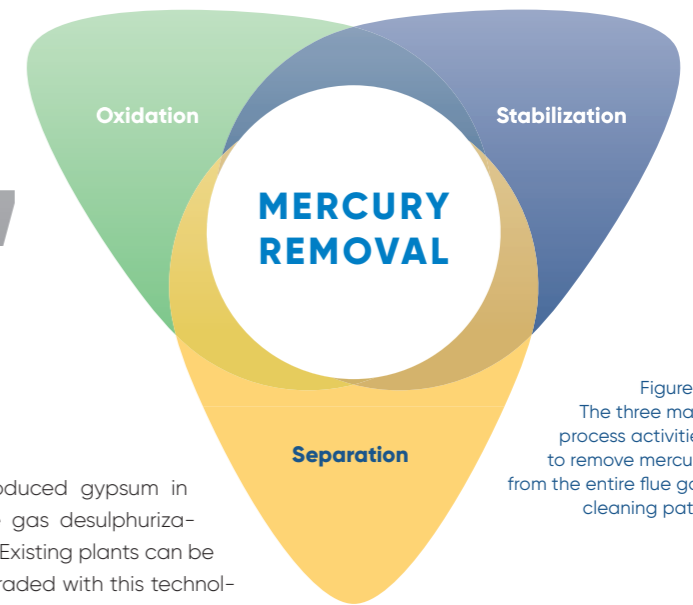 Oxidation
Stabilization
MERCURY
REMOVAL
Separation
Figure
The three ma
process activitie
to remove mercu
from the entire flue ga
cleaning pat
oduced gypsum in
gas desulphuriza-
Existing plants can be
raded with this technol-